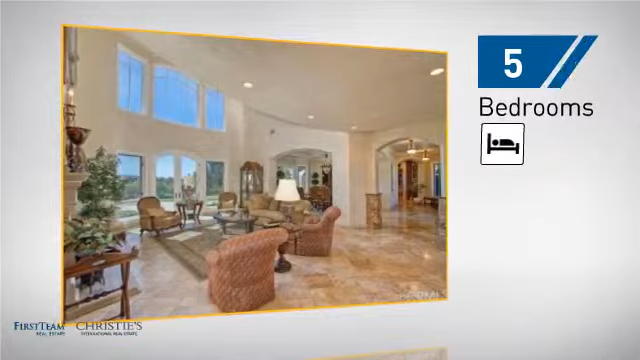 5
Bedrooms
FIRSTTEAM
REAL ESTATE
CHRISTIE'S
INTERNATIONAL REAL ESTATE